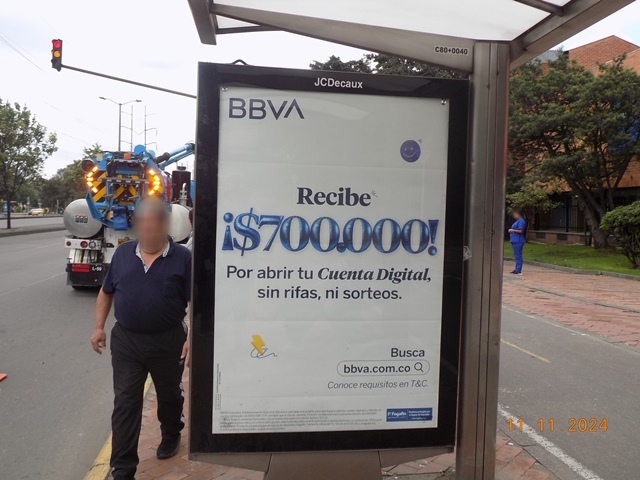 C80+0040
JCDecaux
BBVA
Recibe
¡$700.000!
Por abrir tu Cuenta Digital,
sin rifas, ni sorteos.
Busca
bbva.com.co
Conoce requisitos en T&C.
Fogafín
11.11.2024